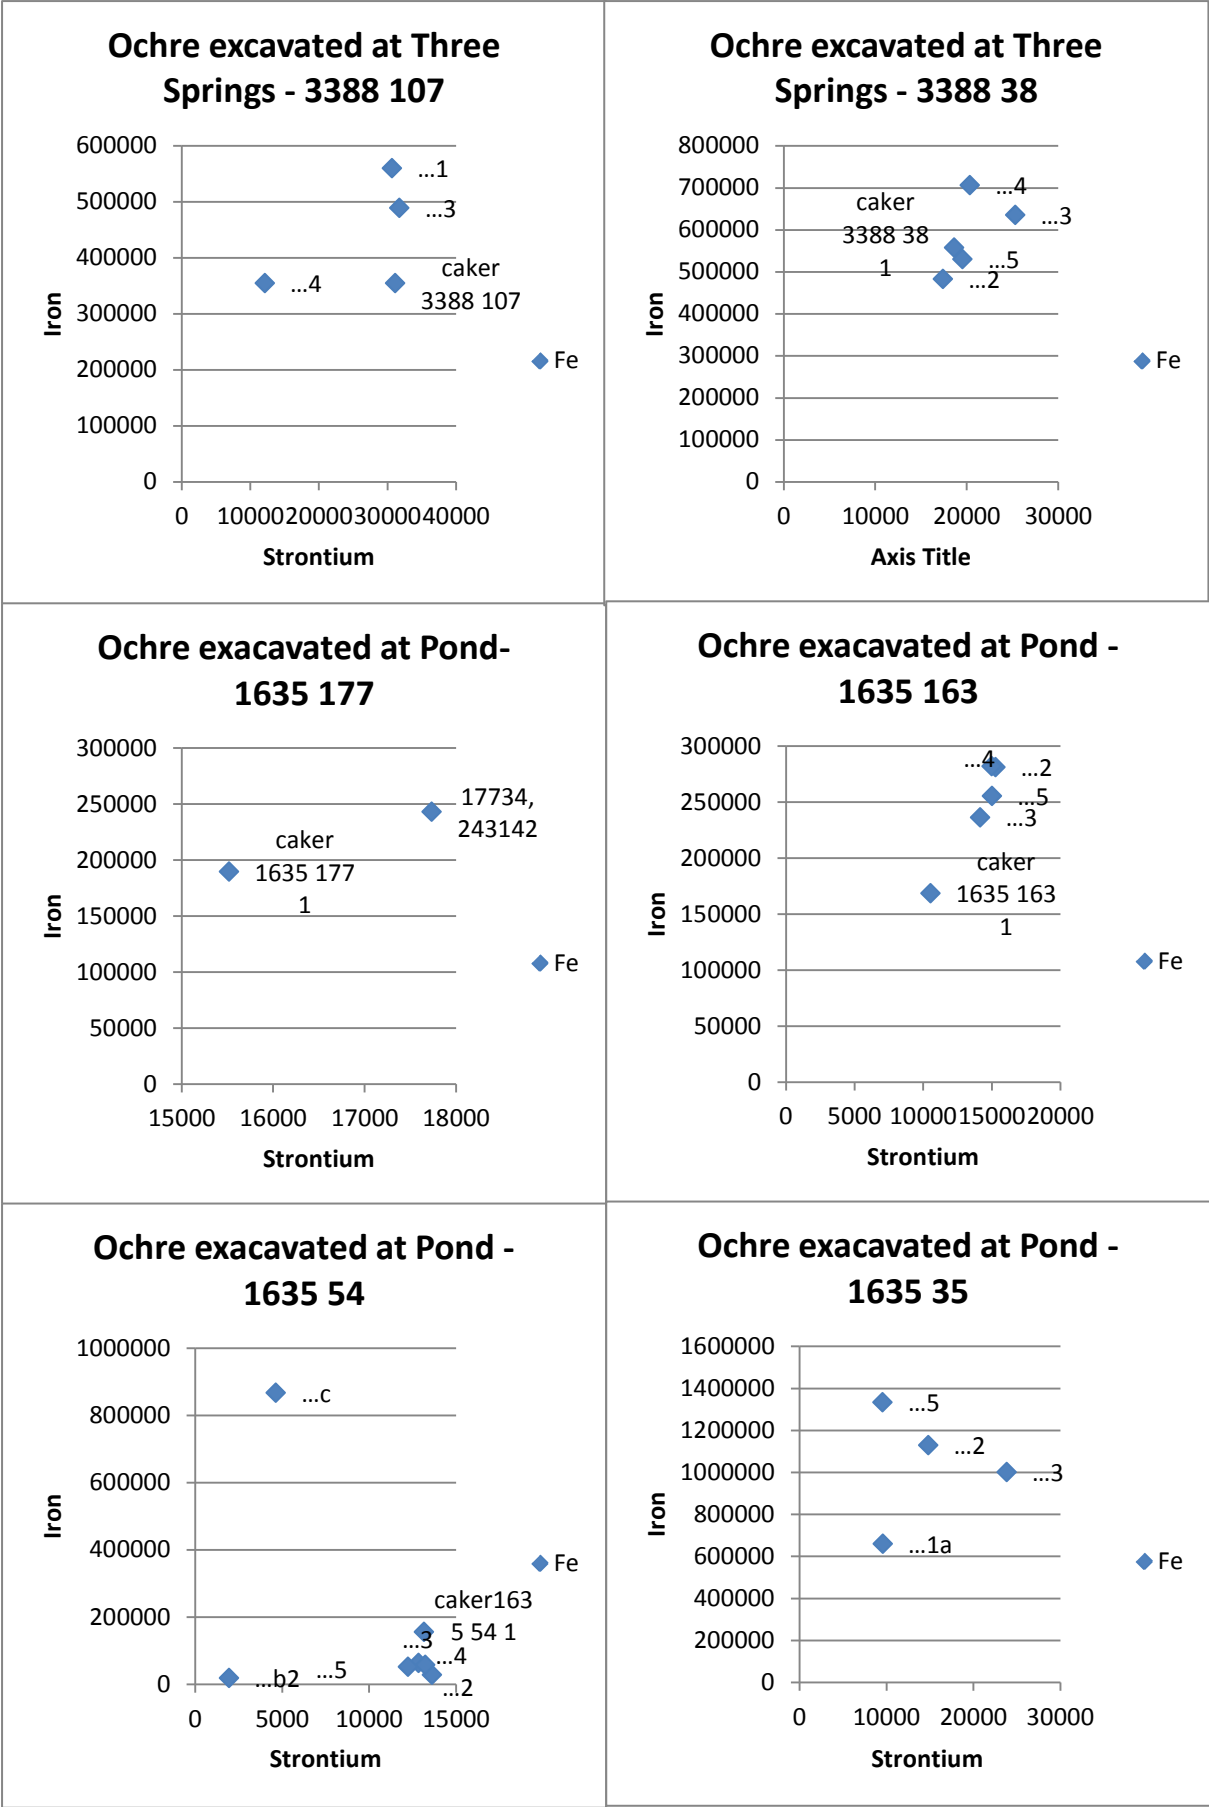 Ochre excavated at Three
Springs - 3388 107
600000
500000
400000
300000
200000
100000
0
Iron
...1
...3
...4
caker
3388 107
Fe
0 10000 20000 30000 40000
Strontium
Ochre excavated at Three
Springs - 3388 38
800000
700000
600000
500000
400000
300000
200000
100000
0
Iron
...4
...3
caker
3388 38
1
...5
...2
Fe
0 10000 20000 30000
Axis Title
Ochre exacavated at Pond-
1635 177
300000
250000
200000
150000
100000
50000
0
Iron
17734,
243142
caker
1635 177
1
Fe
15000 16000 17000 18000
Strontium
Ochre exacavated at Pond -
1635 163
300000
250000
200000
150000
100000
50000
0
Iron
...4
...2
...5
...3
caker
1635 163
1
Fe
0 5000 10000 15000 20000
Strontium
Ochre exacavated at Pond -
1635 54
1000000
800000
600000
400000
200000
0
Iron
...c
caker163
5 54 1
...3
...4
...5
...b2
...2
Fe
0 5000 10000 15000
Strontium
Ochre exacavated at Pond -
1635 35
1600000
1400000
1200000
1000000
800000
600000
400000
200000
0
Iron
...5
...2
...3
...1a
Fe
0 10000 20000 30000
Strontium